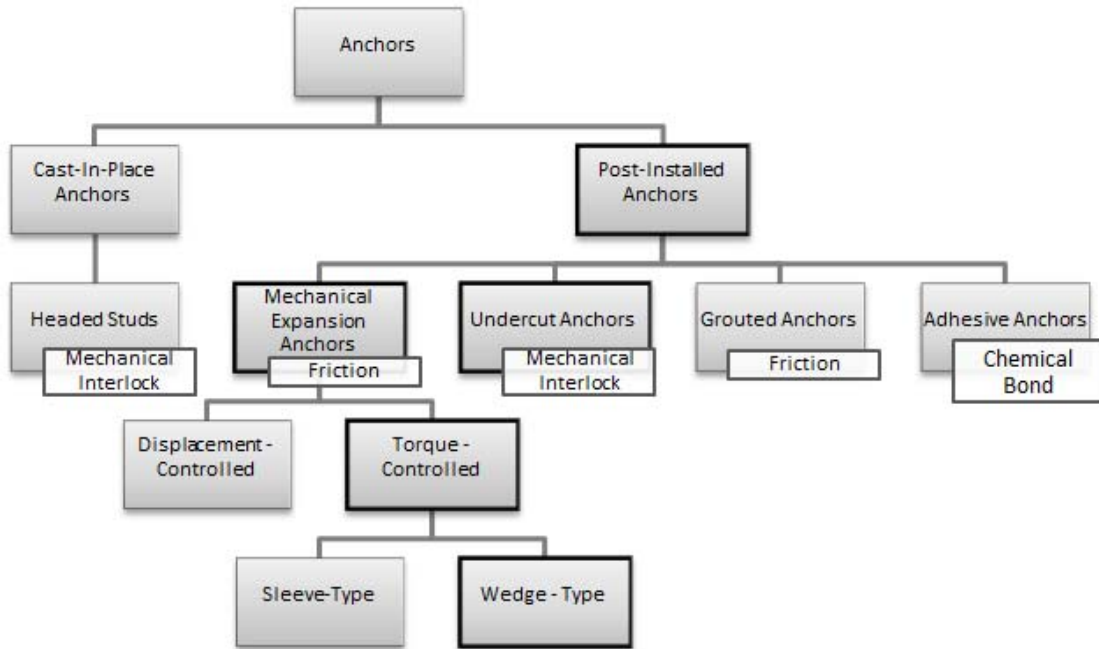 Anchors
Cast-In-Place
Anchors
Post-Installed
Anchors
Headed Studs
Mechanical
Interlock
Mechanical
Expansion
Anchors
Friction
Undercut Anchors
Mechanical
Interlock
Grouted Anchors
Friction
Adhesive Anchors
Chemical
Bond
Displacement -
Controlled
Torque -
Controlled
Sleeve-Type
Wedge - Type